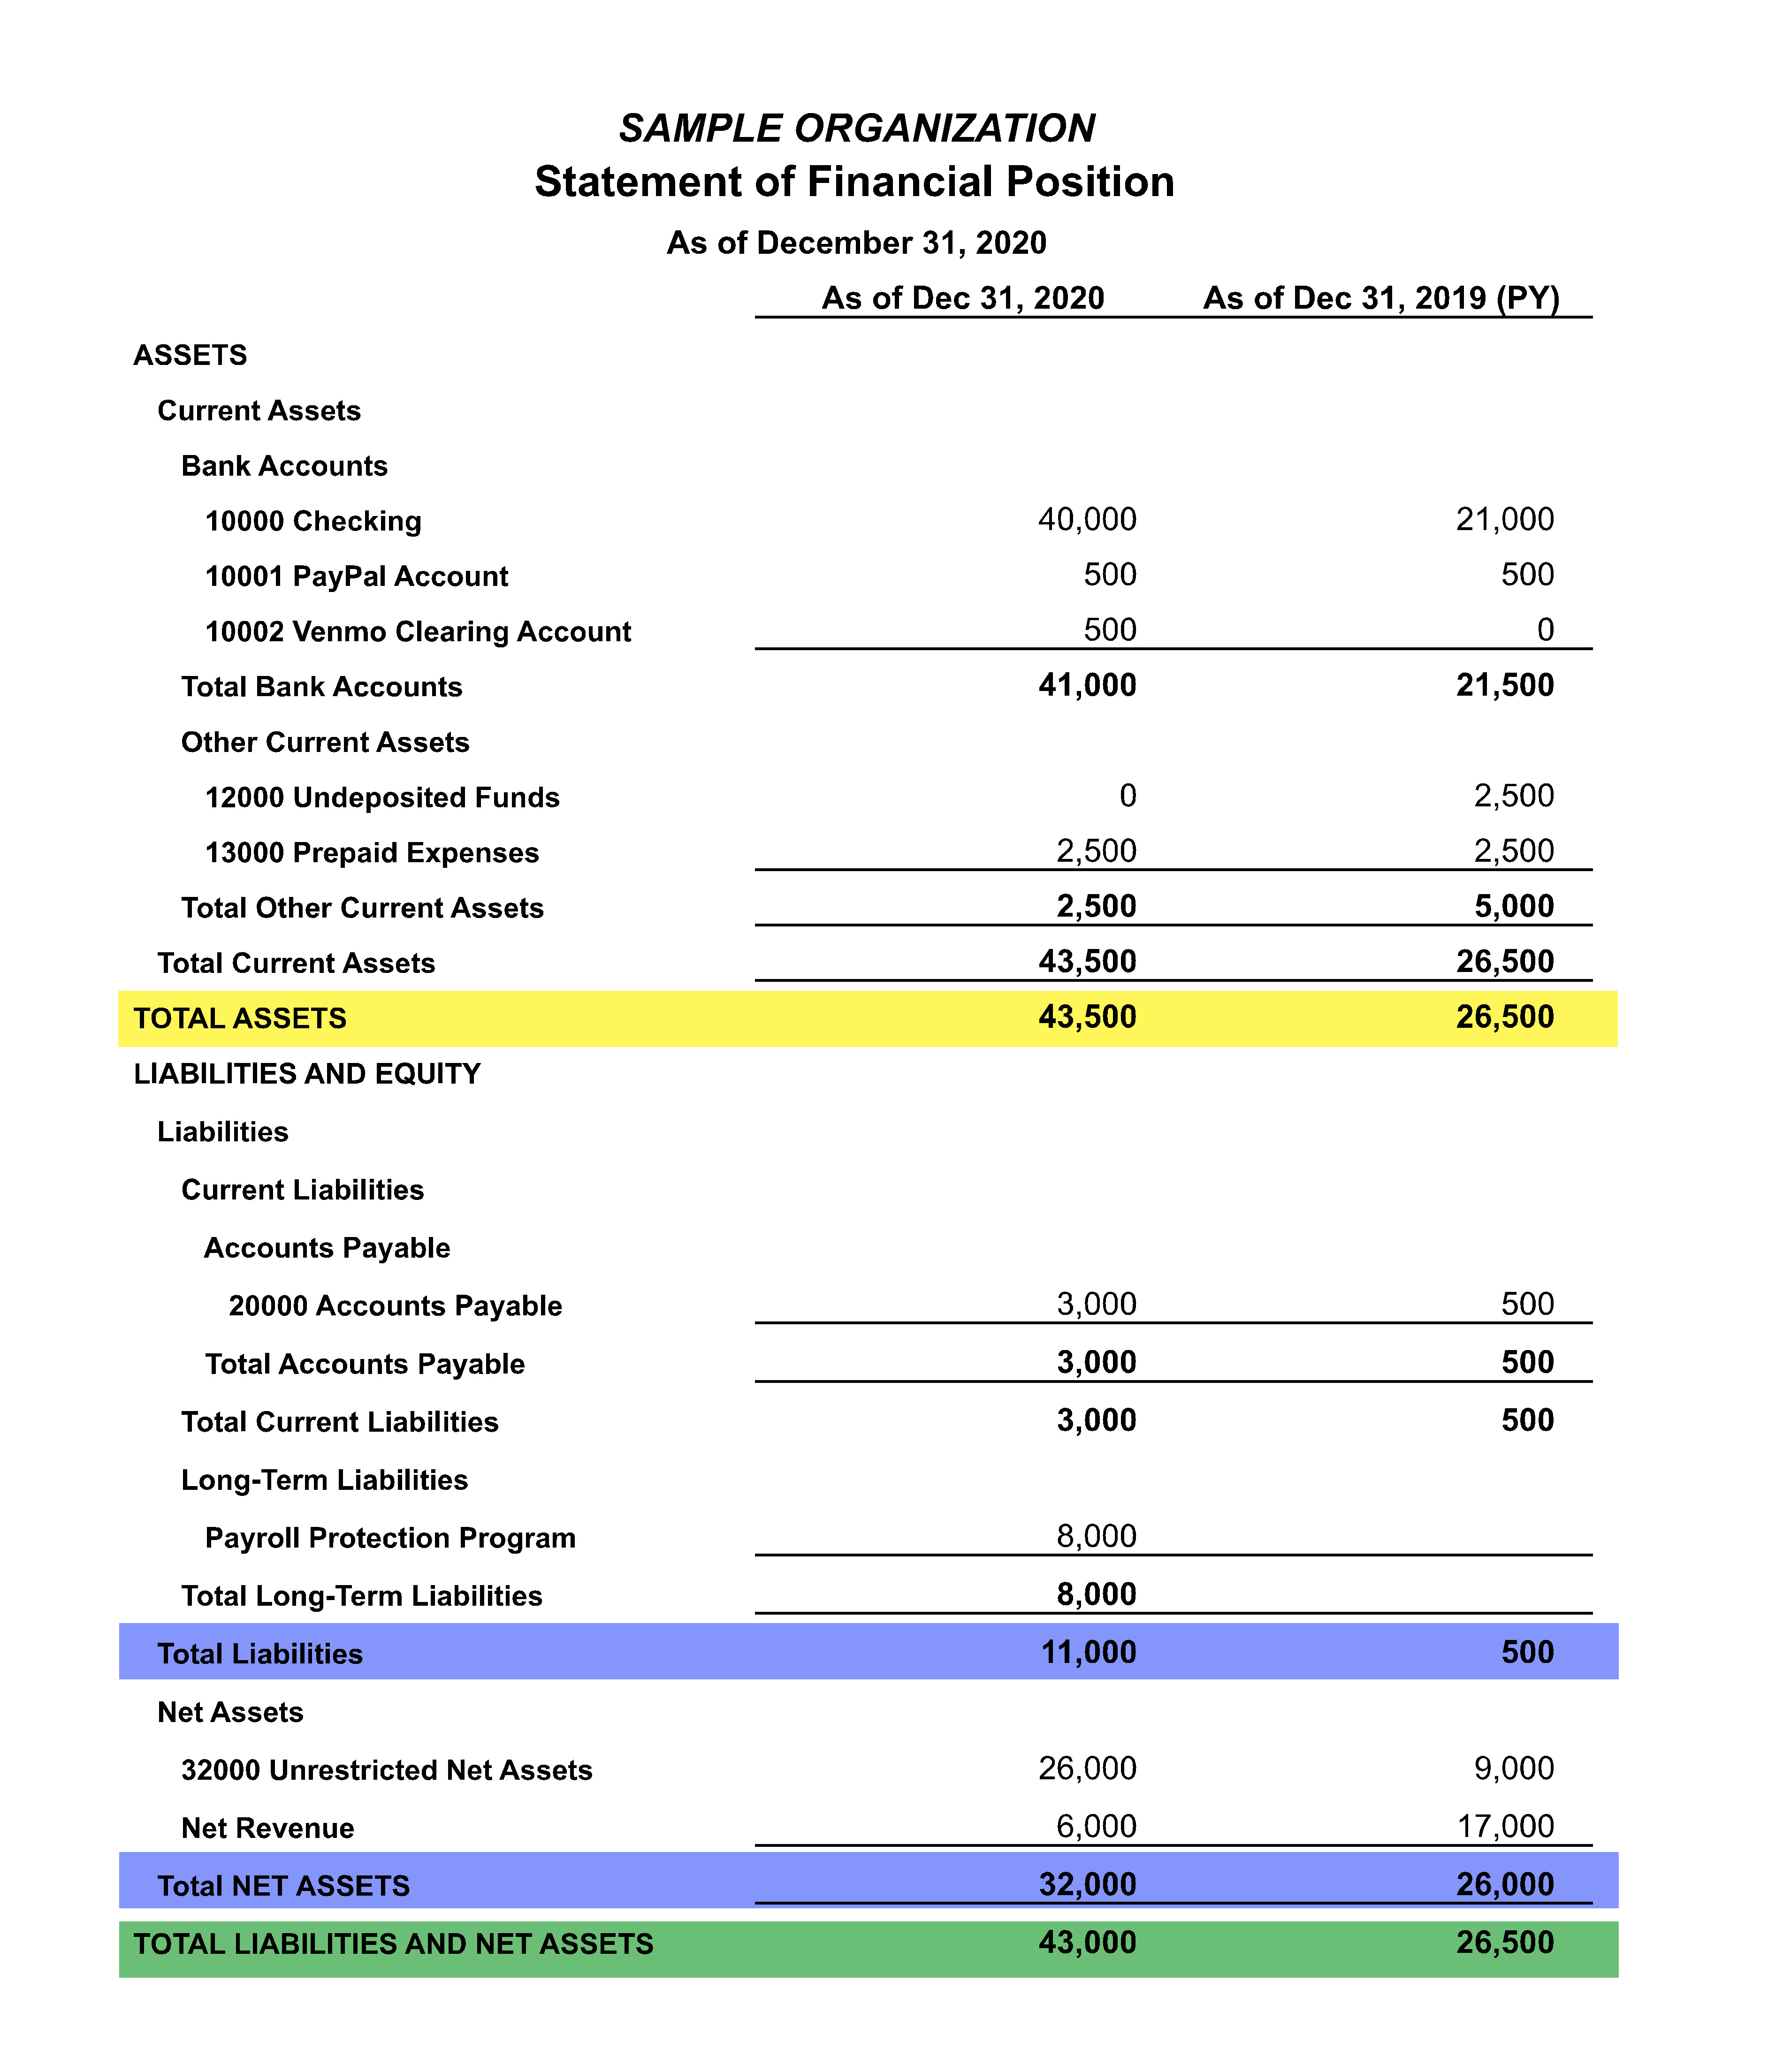 SAMPLE ORGANIZATION
Statement of Financial Position
As of December 31, 2020
As of Dec 31, 2020 As of Dec 31, 2019 (PY)
ASSETS
Current Assets
Bank Accounts
10000 Checking 40,000 21,000
10001 PayPal Account 500 500
10002 Venmo Clearing Account 500 0
Total Bank Accounts 41,000 21,500
Other Current Assets
12000 Undeposited Funds 0 2,500
13000 Prepaid Expenses 2,500 2,500
Total Other Current Assets 2,500 5,000
Total Current Assets 43,500 26,500
TOTAL ASSETS 43,500 26,500
LIABILITIES AND EQUITY
Liabilities
Current Liabilities
Accounts Payable
20000 Accounts Payable 3,000 500
Total Accounts Payable 3,000 500
Total Current Liabilities 3,000 500
Long-Term Liabilities
Payroll Protection Program 8,000
Total Long-Term Liabilities 8,000
Total Liabilities 11,000 500
Net Assets
32000 Unrestricted Net Assets 26,000 9,000
Net Revenue 6,000 17,000
Total NET ASSETS 32,000 26,000
TOTAL LIABILITIES AND NET ASSETS 43,000 26,500